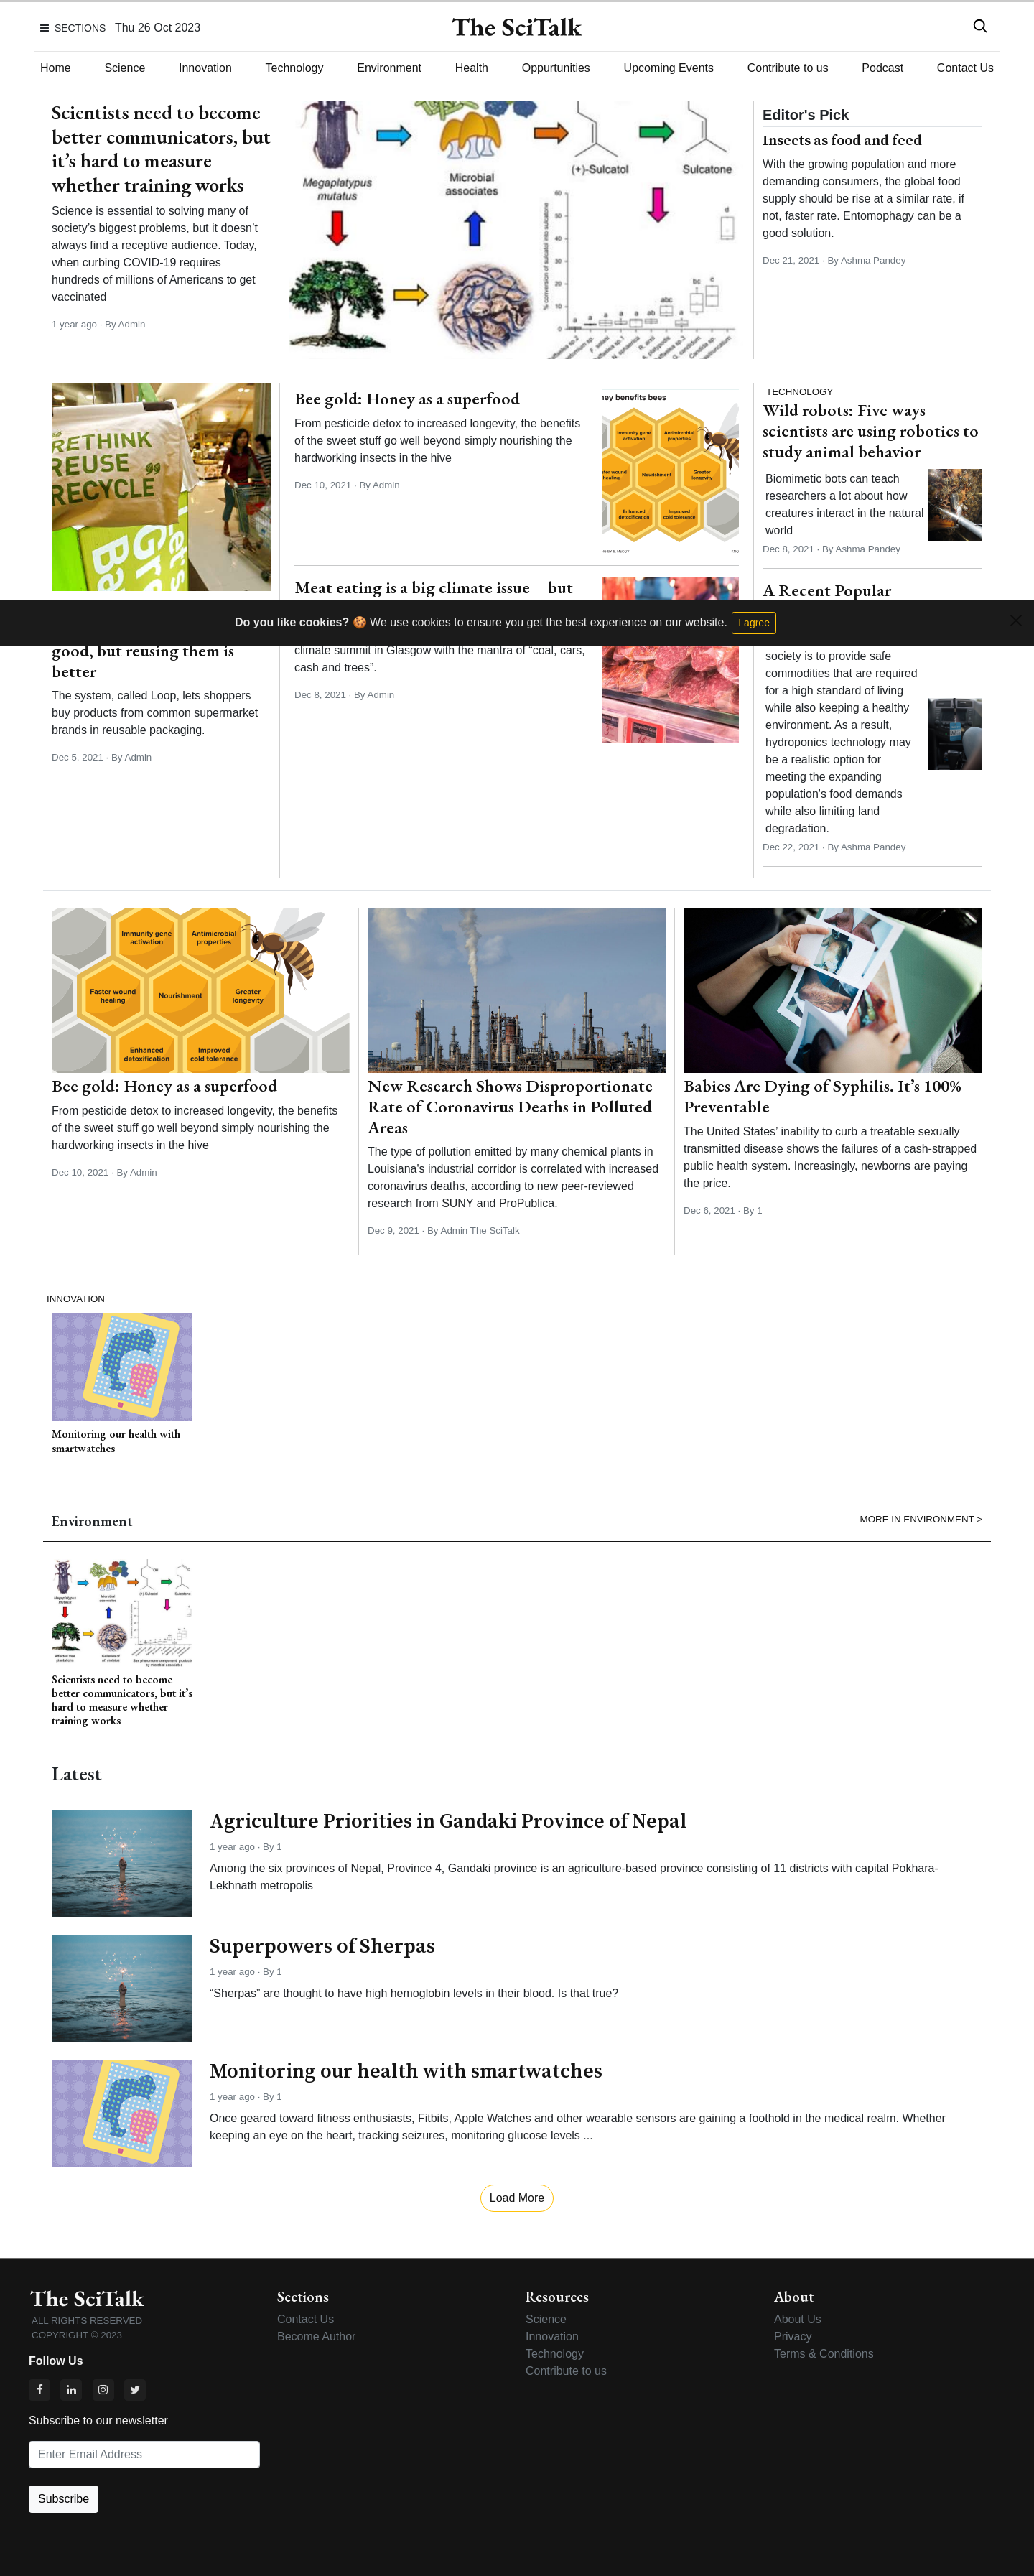 SECTIONS Thu 26 Oct 2023
The SciTalk
Home Science Innovation Technology Environment Health Oppurtunities Upcoming Events Contribute to us Podcast Contact Us
Scientists need to become
better communicators, but
it’s hard to measure
whether training works
Science is essential to solving many of
society’s biggest problems, but it doesn’t
always find a receptive audience. Today,
when curbing COVID-19 requires
hundreds of millions of Americans to get
vaccinated
1 year ago · By Admin
Megaplatypus
mutatus
Microbial
associates
(+)-Sulcatol
Sulcatone
% conversion of sulcatol into sulcatone
Editor's Pick
Insects as food and feed
With the growing population and more
demanding consumers, the global food
supply should be rise at a similar rate, if
not, faster rate. Entomophagy can be a
good solution.
Dec 21, 2021 · By Ashma Pandey
RETHINK
REUSE
RECYCLE
good, but reusing them is
better
The system, called Loop, lets shoppers
buy products from common supermarket
brands in reusable packaging.
Dec 5, 2021 · By Admin
Bee gold: Honey as a superfood
From pesticide detox to increased longevity, the benefits
of the sweet stuff go well beyond simply nourishing the
hardworking insects in the hive
Dec 10, 2021 · By Admin
ney benefits bees
Immunity gene
activation
Antimicrobial
properties
Nourishment
Greater
longevity
Enhanced
detoxification
Improved
cold tolerance
Meat eating is a big climate issue – but
climate summit in Glasgow with the mantra of “coal, cars,
cash and trees”.
Dec 8, 2021 · By Admin
TECHNOLOGY
Wild robots: Five ways
scientists are using robotics to
study animal behavior
Biomimetic bots can teach
researchers a lot about how
creatures interact in the natural
world
Dec 8, 2021 · By Ashma Pandey
A Recent Popular
society is to provide safe
commodities that are required
for a high standard of living
while also keeping a healthy
environment. As a result,
hydroponics technology may
be a realistic option for
meeting the expanding
population's food demands
while also limiting land
degradation.
Dec 22, 2021 · By Ashma Pandey
Do you like cookies? 🍪 We use cookies to ensure you get the best experience on our website. I agree
Immunity gene
activation
Antimicrobial
properties
Faster wound
healing
Nourishment
Greater
longevity
Enhanced
detoxification
Improved
cold tolerance
Bee gold: Honey as a superfood
From pesticide detox to increased longevity, the benefits
of the sweet stuff go well beyond simply nourishing the
hardworking insects in the hive
Dec 10, 2021 · By Admin
New Research Shows Disproportionate
Rate of Coronavirus Deaths in Polluted
Areas
The type of pollution emitted by many chemical plants in
Louisiana's industrial corridor is correlated with increased
coronavirus deaths, according to new peer-reviewed
research from SUNY and ProPublica.
Dec 9, 2021 · By Admin The SciTalk
Babies Are Dying of Syphilis. It’s 100%
Preventable
The United States’ inability to curb a treatable sexually
transmitted disease shows the failures of a cash-strapped
public health system. Increasingly, newborns are paying
the price.
Dec 6, 2021 · By 1
INNOVATION
Monitoring our health with
smartwatches
Environment
MORE IN ENVIRONMENT >
Scientists need to become
better communicators, but it’s
hard to measure whether
training works
Latest
Agriculture Priorities in Gandaki Province of Nepal
1 year ago · By 1
Among the six provinces of Nepal, Province 4, Gandaki province is an agriculture-based province consisting of 11 districts with capital Pokhara-
Lekhnath metropolis
Superpowers of Sherpas
1 year ago · By 1
“Sherpas” are thought to have high hemoglobin levels in their blood. Is that true?
Monitoring our health with smartwatches
1 year ago · By 1
Once geared toward fitness enthusiasts, Fitbits, Apple Watches and other wearable sensors are gaining a foothold in the medical realm. Whether
keeping an eye on the heart, tracking seizures, monitoring glucose levels ...
Load More
The SciTalk
ALL RIGHTS RESERVED
COPYRIGHT © 2023
Follow Us
Subscribe to our newsletter
Enter Email Address
Subscribe
Sections
Contact Us
Become Author
Resources
Science
Innovation
Technology
Contribute to us
About
About Us
Privacy
Terms & Conditions